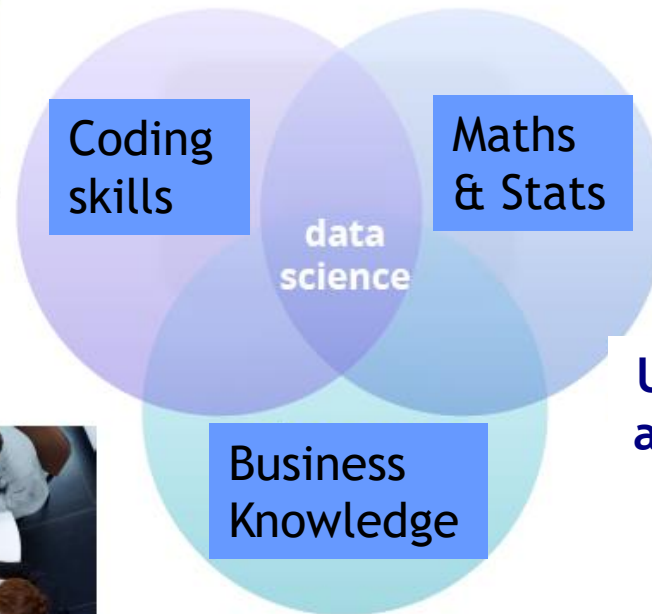 Coding
skills
Maths
& Stats
data
science
Business
Knowledge